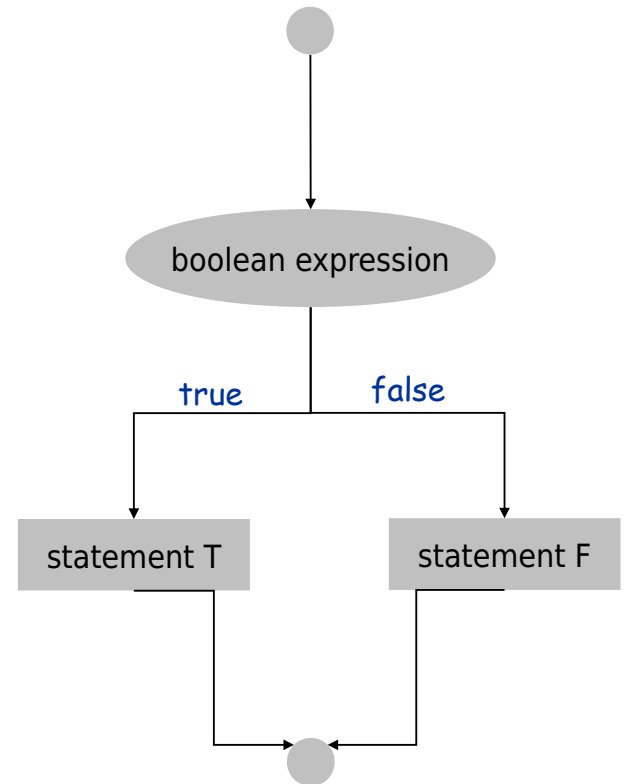 boolean expression
true
false
statement T
statement F